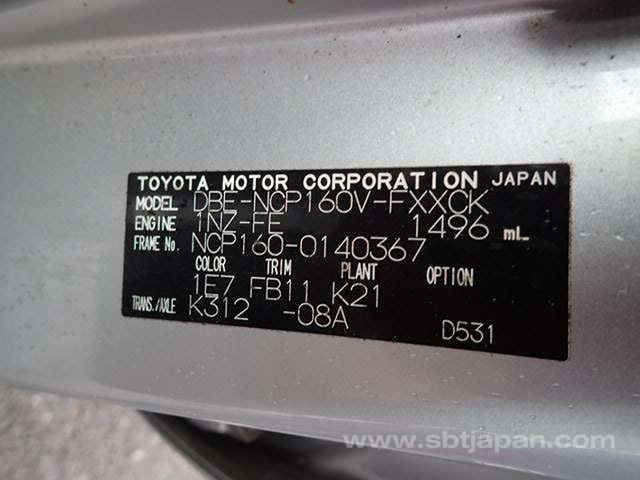 TOYOTA MOTOR CORPORATION JAPAN
MODEL DBE-NCP160V-FXXCK
ENGINE 1NZ-FE 1496 mL
FRAME No. NCP160-0140367
COLOR TRIM PLANT OPTION
1E7 FB11 K21
TRANS./AXLE K312 -08A
D531
www.sbtjapan.com